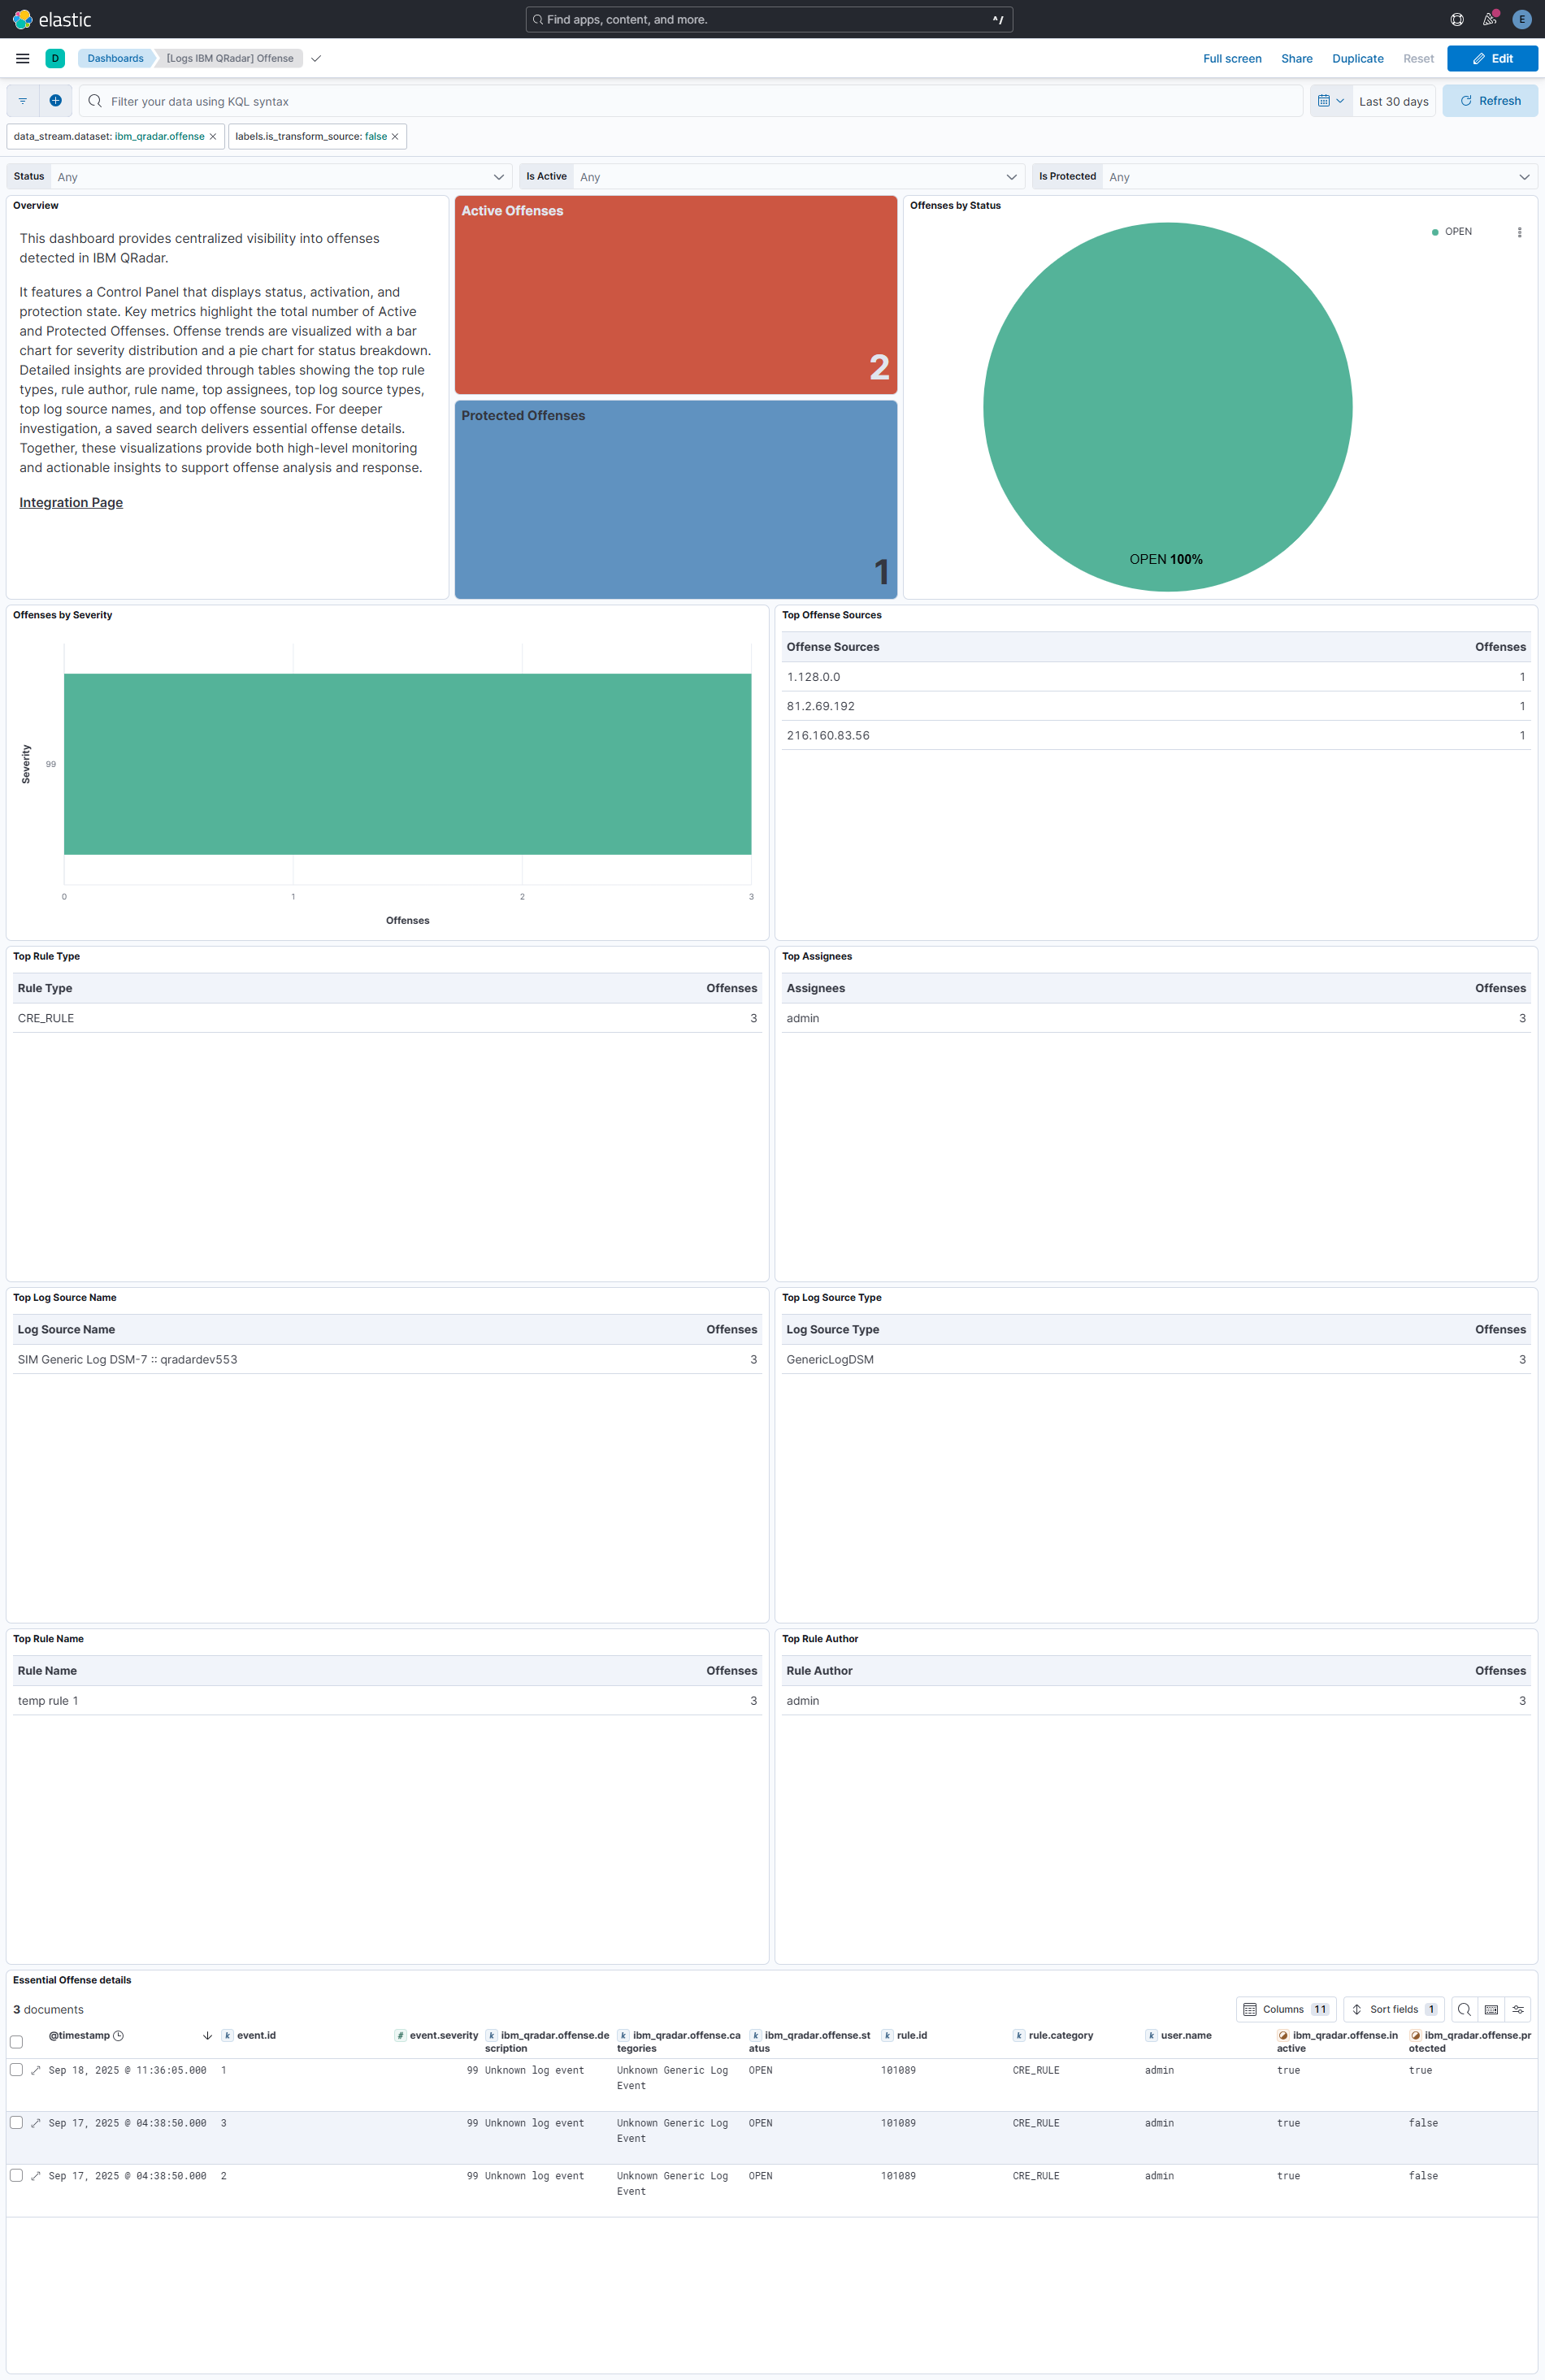 elastic
Find apps, content, and more.
^/
E
D
Dashboards
[Logs IBM QRadar] Offense
Full screen
Share
Duplicate
Reset
Edit
Filter your data using KQL syntax
Last 30 days
Refresh
data_stream.dataset: ibm_qradar.offense ×
labels.is_transform_source: false ×
Status
Any
Is Active
Any
Is Protected
Any
Overview
This dashboard provides centralized visibility into offenses
detected in IBM QRadar.
It features a Control Panel that displays status, activation, and
protection state. Key metrics highlight the total number of Active
and Protected Offenses. Offense trends are visualized with a bar
chart for severity distribution and a pie chart for status breakdown.
Detailed insights are provided through tables showing the top rule
types, rule author, rule name, top assignees, top log source types,
top log source names, and top offense sources. For deeper
investigation, a saved search delivers essential offense details.
Together, these visualizations provide both high-level monitoring
and actionable insights to support offense analysis and response.
Integration Page
Active Offenses
2
Protected Offenses
1
Offenses by Status
OPEN
OPEN 100%
Offenses by Severity
Severity
99
0 1 2 3
Offenses
Top Offense Sources
Offense Sources Offenses
1.128.0.0 1
81.2.69.192 1
216.160.83.56 1
Top Rule Type
Rule Type Offenses
CRE_RULE 3
Top Assignees
Assignees Offenses
admin 3
Top Log Source Name
Log Source Name Offenses
SIM Generic Log DSM-7 :: qradardev553 3
Top Log Source Type
Log Source Type Offenses
GenericLogDSM 3
Top Rule Name
Rule Name Offenses
temp rule 1 3
Top Rule Author
Rule Author Offenses
admin 3
Essential Offense details
3 documents
Columns 11
Sort fields 1
@timestamp k event.id # event.severity k ibm_qradar.offense.de k ibm_qradar.offense.ca k ibm_qradar.offense.st k rule.id k rule.category k user.name ibm_qradar.offense.in ibm_qradar.offense.pr
scription tegories atus active otected
Sep 18, 2025 @ 11:36:05.000 1 99 Unknown log event Unknown Generic Log OPEN 101089 CRE_RULE admin true true
Event
Sep 17, 2025 @ 04:38:50.000 3 99 Unknown log event Unknown Generic Log OPEN 101089 CRE_RULE admin true false
Event
Sep 17, 2025 @ 04:38:50.000 2 99 Unknown log event Unknown Generic Log OPEN 101089 CRE_RULE admin true false
Event